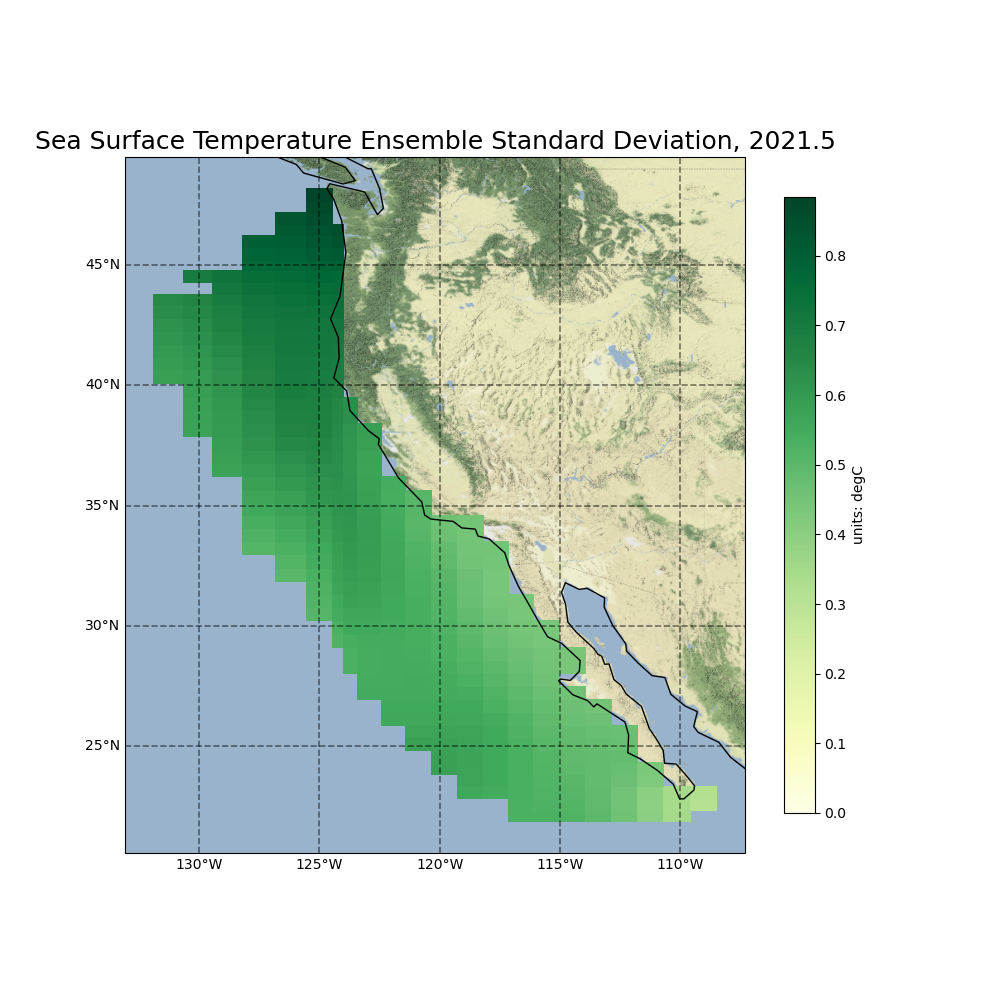 Sea Surface Temperature Ensemble Standard Deviation, 2021.5
45°N
40°N
35°N
30°N
25°N
130°W
125°W
120°W
115°W
110°W
0.8
0.7
0.6
0.5
0.4
0.3
0.2
0.1
0.0
units: degC